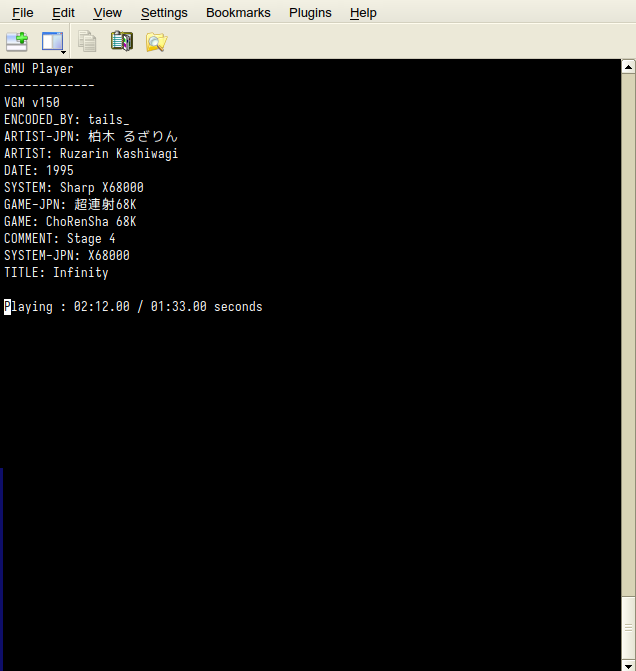 File Edit View Settings Bookmarks Plugins Help
GMU Player
-------------
VGM v150
ENCODED_BY: tails_
ARTIST-JPN: 柏木 るざりん
ARTIST: Ruzarin Kashiwagi
DATE: 1995
SYSTEM: Sharp X68000
GAME-JPN: 超連射68K
GAME: ChoRenSha 68K
COMMENT: Stage 4
SYSTEM-JPN: X68000
TITLE: Infinity
Playing : 02:12.00 / 01:33.00 seconds